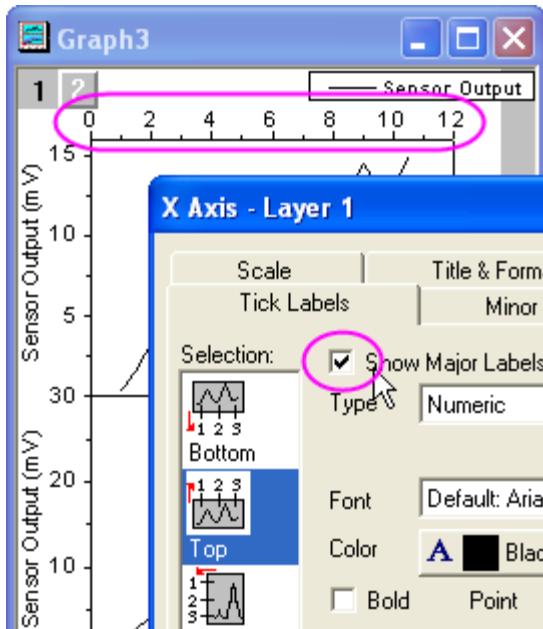 Graph3
1 2
Sensor Output
0 2 4 6 8 10 12
15
10
5
Sensor Output (mV)
30
20
10
Sensor Output (mV)
X Axis - Layer 1
Scale
Title & Form
Tick Labels
Minor
Selection:
Show Major Labels
Type
Numeric
1 2 3
Bottom
1 2 3
Top
1
2
3
Font
Default: Aria
Color
A
Blac
Bold
Point